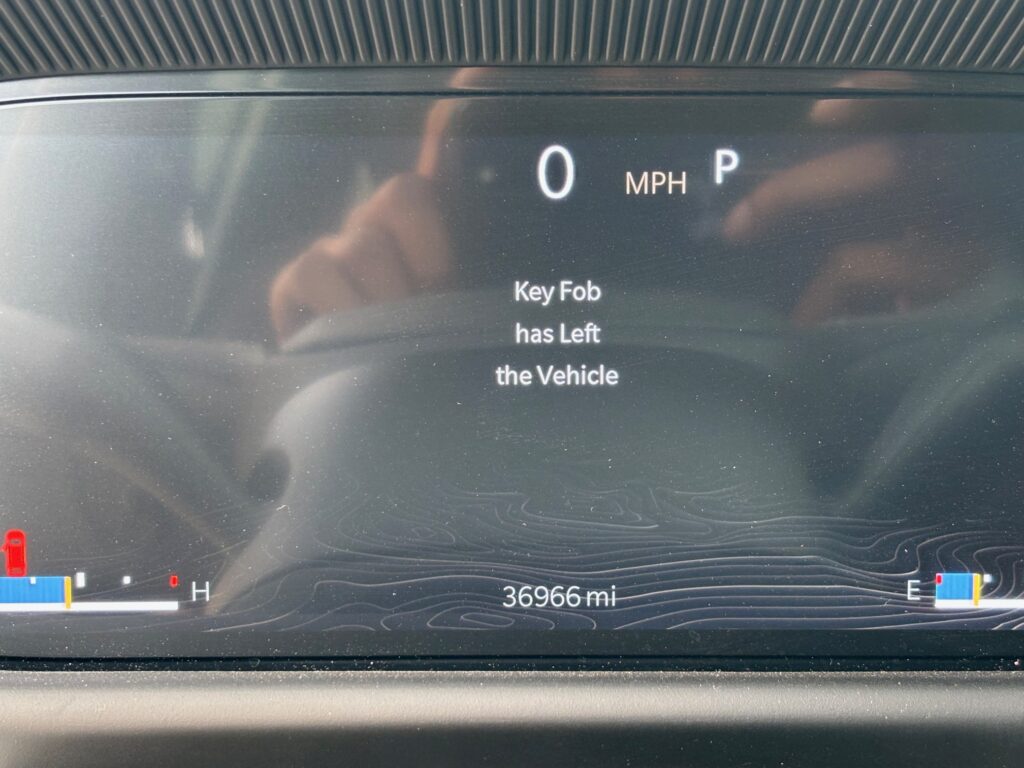 0 MPH P
Key Fob
has Left
the Vehicle
H 36966 mi E